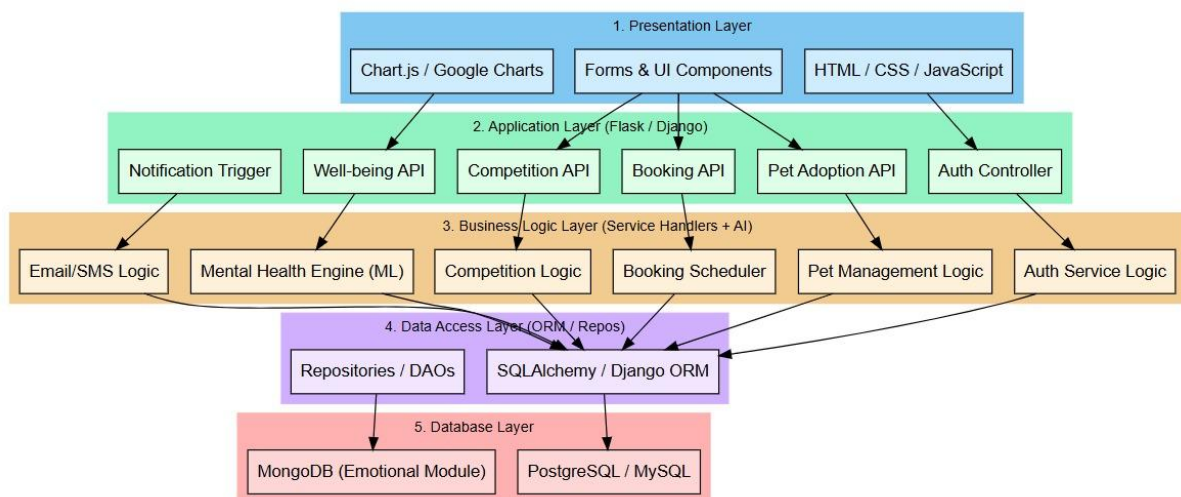 1. Presentation Layer
Chart.js / Google Charts
Forms & UI Components
HTML / CSS / JavaScript
2. Application Layer (Flask / Django)
Notification Trigger
Well-being API
Competition API
Booking API
Pet Adoption API
Auth Controller
3. Business Logic Layer (Service Handlers + AI)
Email/SMS Logic
Mental Health Engine (ML)
Competition Logic
Booking Scheduler
Pet Management Logic
Auth Service Logic
4. Data Access Layer (ORM / Repos)
Repositories / DAOs
SQLAlchemy / Django ORM
5. Database Layer
MongoDB (Emotional Module)
PostgreSQL / MySQL